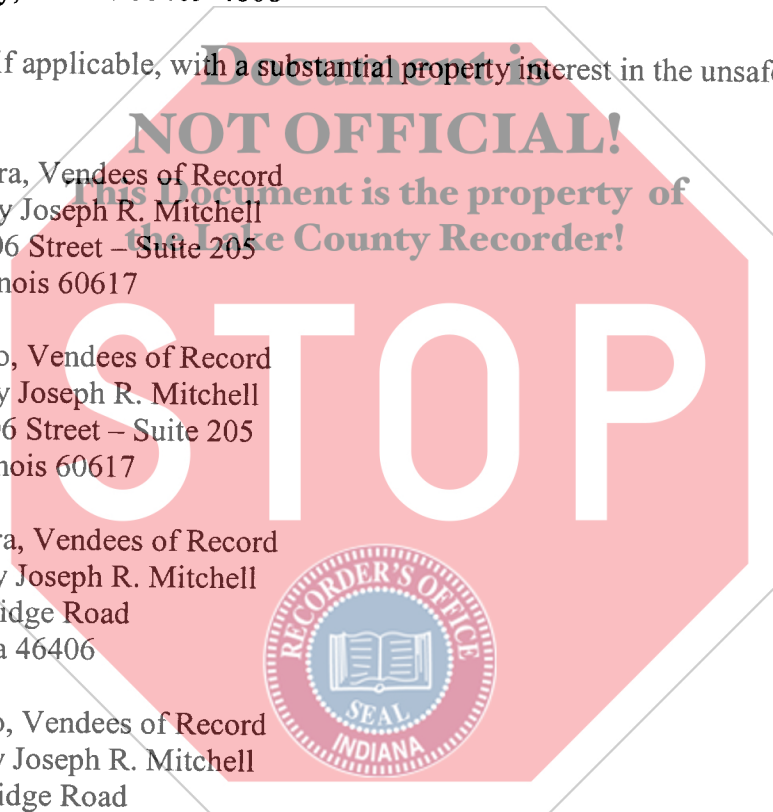 if applicable, with a substantial property interest in the unsafe
Document is
NOT OFFICIAL!
This Document is the property of
the Lake County Recorder!
ra, Vendees of Record
y Joseph R. Mitchell
06 Street – Suite 205
nois 60617
o, Vendees of Record
y Joseph R. Mitchell
6 Street – Suite 205
nois 60617
ra, Vendees of Record
y Joseph R. Mitchell
idge Road
a 46406
o, Vendees of Record
y Joseph R. Mitchell
idge Road
STOP
RECORDER'S OFFICE
SEAL
INDIANA